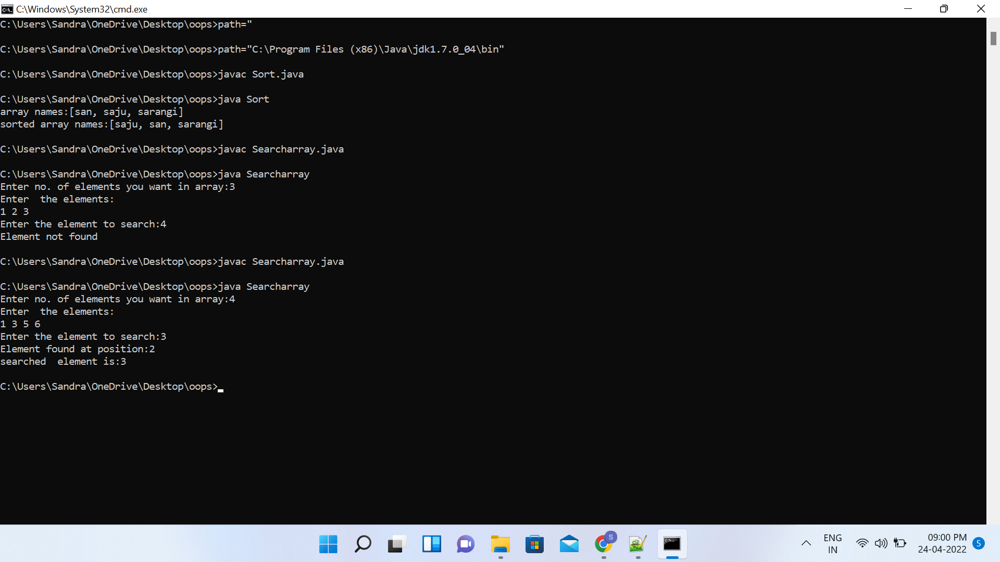 C:\Windows\System32\cmd.exe
C:\Users\Sandra\OneDrive\Desktop\oops>path="
C:\Users\Sandra\OneDrive\Desktop\oops>path="C:\Program Files (x86)\Java\jdk1.7.0_04\bin"
C:\Users\Sandra\OneDrive\Desktop\oops>javac Sort.java
C:\Users\Sandra\OneDrive\Desktop\oops>java Sort
array names:[san, saju, sarangi]
sorted array names:[saju, san, sarangi]
C:\Users\Sandra\OneDrive\Desktop\oops>javac Searcharray.java
C:\Users\Sandra\OneDrive\Desktop\oops>java Searcharray
Enter no. of elements you want in array:3
Enter  the elements:
1 2 3
Enter the element to search:4
Element not found
C:\Users\Sandra\OneDrive\Desktop\oops>javac Searcharray.java
C:\Users\Sandra\OneDrive\Desktop\oops>java Searcharray
Enter no. of elements you want in array:4
Enter  the elements:
1 3 5 6
Enter the element to search:3
Element found at position:2
searched  element is:3
C:\Users\Sandra\OneDrive\Desktop\oops>
S
ENG
IN
09:00 PM
24-04-2022
5